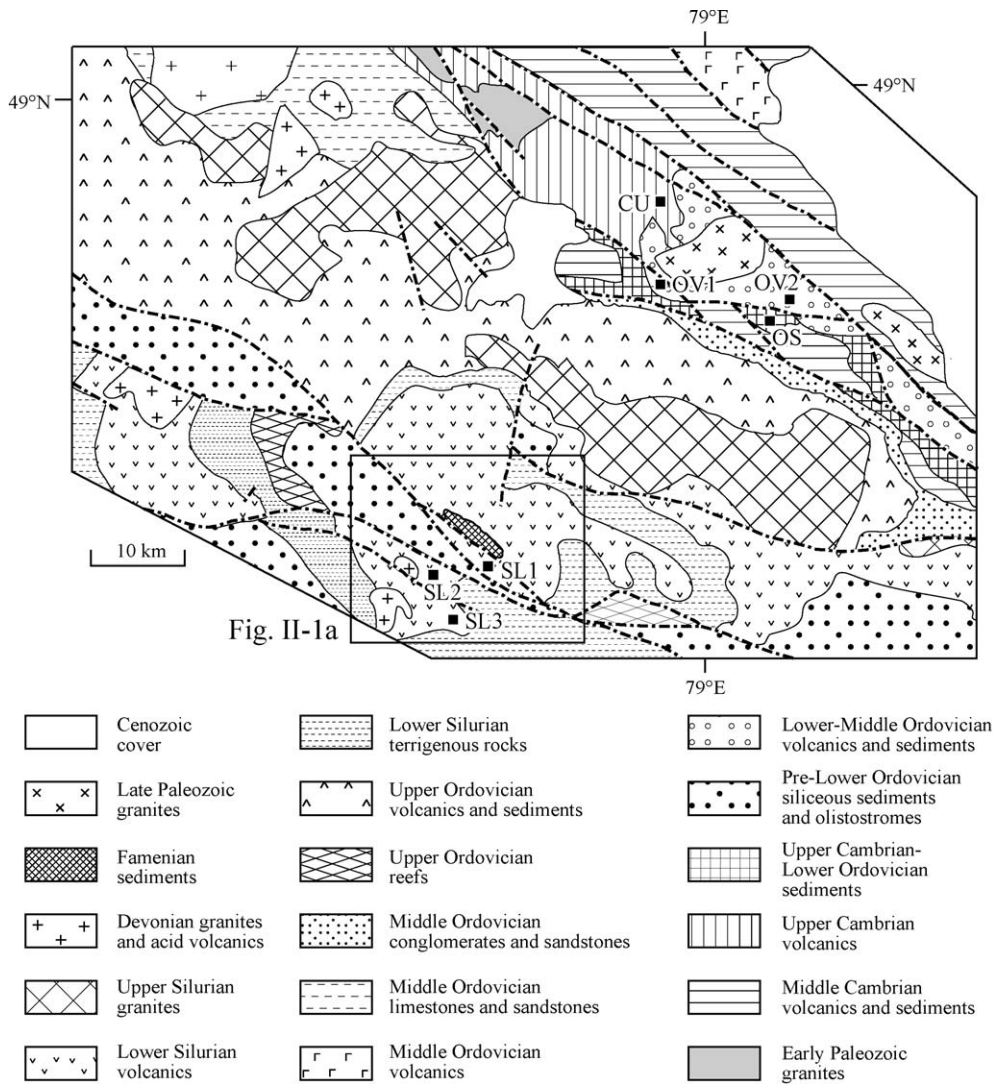 79°E
49°N
49°N
CU
OV1
OV2
OS
10 km
SL1
SL2
SL3
Fig. II-1a
79°E
Cenozoic
cover
Late Paleozoic
granites
Famenian
sediments
Devonian granites
and acid volcanics
Upper Silurian
granites
Lower Silurian
volcanics
Lower Silurian
terrigenous rocks
Upper Ordovician
volcanics and sediments
Upper Ordovician
reefs
Middle Ordovician
conglomerates and sandstones
Middle Ordovician
limestones and sandstones
Middle Ordovician
volcanics
Lower-Middle Ordovician
volcanics and sediments
Pre-Lower Ordovician
siliceous sediments
and olistostromes
Upper Cambrian-
Lower Ordovician
sediments
Upper Cambrian
volcanics
Middle Cambrian
volcanics and sediments
Early Paleozoic
granites